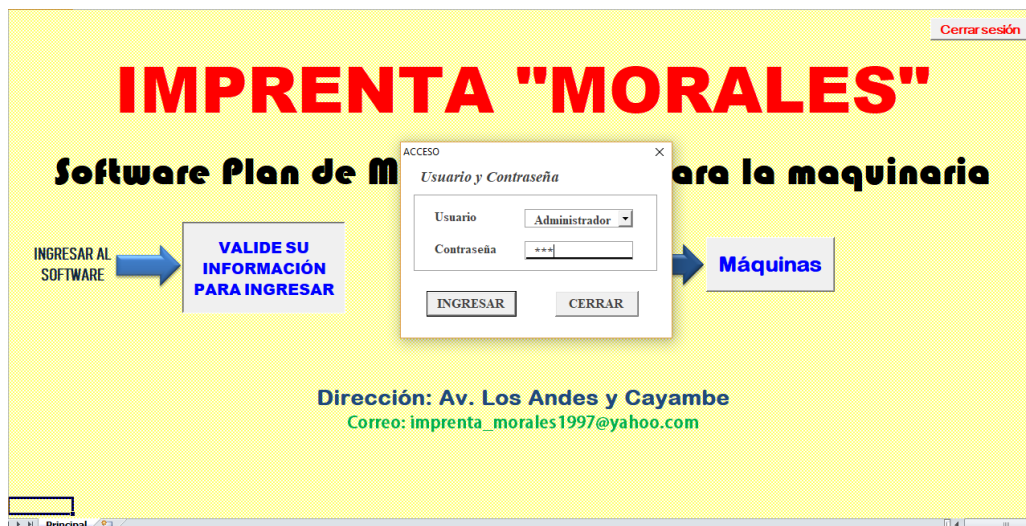 Cerrar sesión
IMPRENTA "MORALES"
Software Plan de M ara la maquinaria
ACCESO
Usuario y Contraseña
Usuario
Administrador
Contraseña
***
INGRESAR
CERRAR
INGRESAR AL
SOFTWARE
VALIDE SU
INFORMACIÓN
PARA INGRESAR
Máquinas
Dirección: Av. Los Andes y Cayambe
Correo: imprenta_morales1997@yahoo.com
Principal